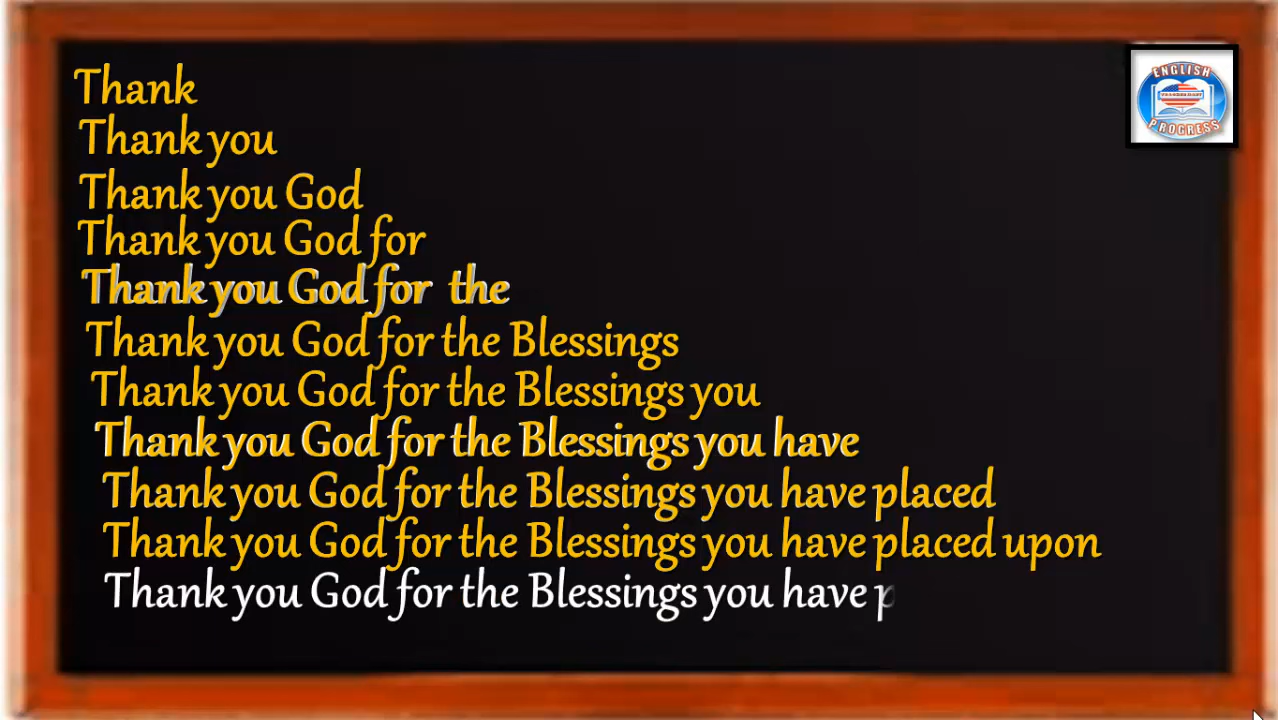 Thank
Thank you
Thank you God
Thank you God for
Thank you God for the
Thank you God for the Blessings
Thank you God for the Blessings you
Thank you God for the Blessings you have
Thank you God for the Blessings you have placed
Thank you God for the Blessings you have placed upon
Thank you God for the Blessings you have p
ENGLISH
PROGRESS